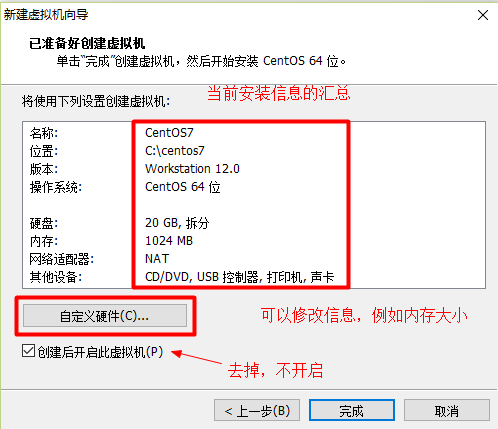 新建虚拟机向导
已准备好创建虚拟机
单击“完成”创建虚拟机，然后开始安装 CentOS 64 位。
将使用下列设置创建虚拟机:
当前安装信息的汇总
名称: CentOS7
位置: C:\centos7
版本: Workstation 12.0
操作系统: CentOS 64 位
硬盘: 20 GB, 拆分
内存: 1024 MB
网络适配器: NAT
其他设备: CD/DVD, USB 控制器, 打印机, 声卡
自定义硬件(C)...
可以修改信息，例如内存大小
创建后开启此虚拟机(P)
去掉，不开启
< 上一步(B) 完成 取消